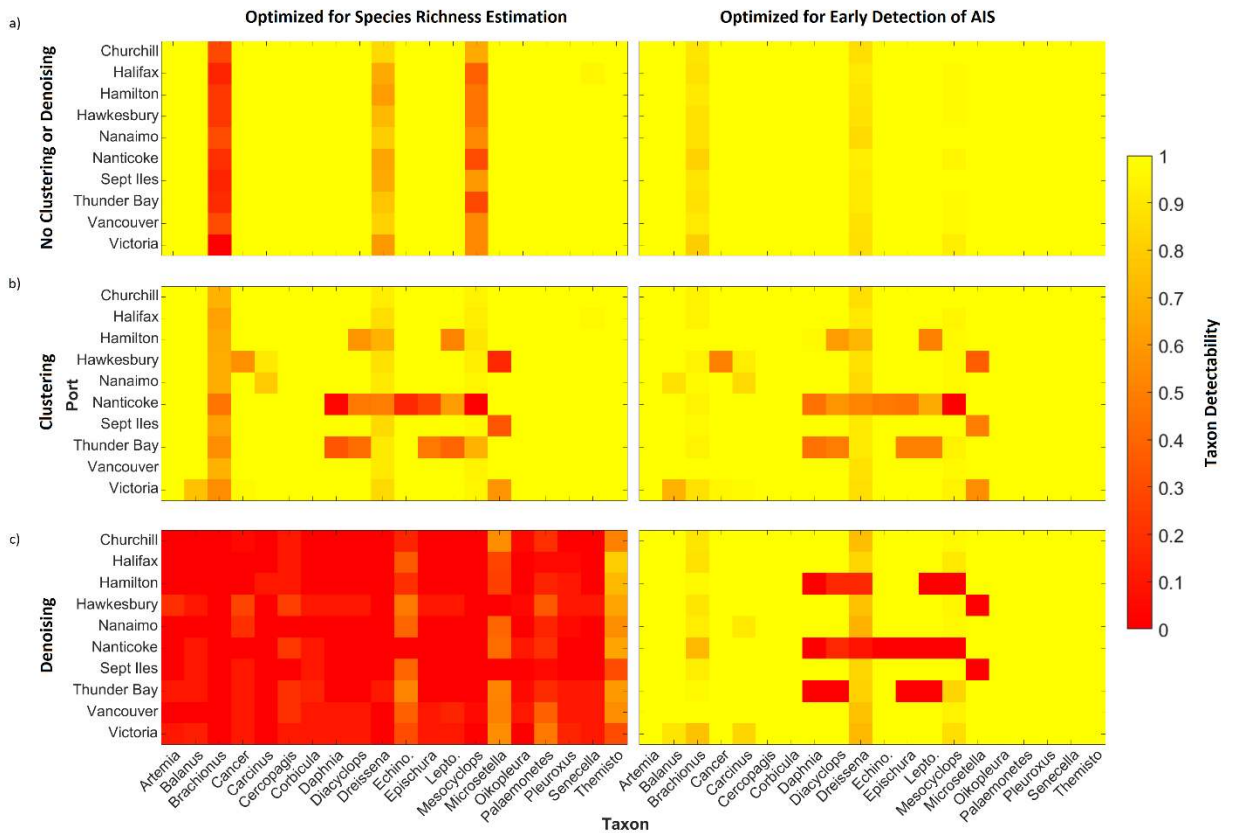 Optimized for Species Richness Estimation
Optimized for Early Detection of AIS
a)
No Clustering or Denoising
Churchill
Halifax
Hamilton
Hawkesbury
Nanaimo
Nanticoke
Sept Iles
Thunder Bay
Vancouver
Victoria
b)
Clustering
Port
Churchill
Halifax
Hamilton
Hawkesbury
Nanaimo
Nanticoke
Sept Iles
Thunder Bay
Vancouver
Victoria
c)
Denoising
Churchill
Halifax
Hamilton
Hawkesbury
Nanaimo
Nanticoke
Sept Iles
Thunder Bay
Vancouver
Victoria
Artemia
Balanus
Brachionus
Cancer
Carcinus
Cercopagis
Corbicula
Daphnia
Diacyclops
Dreissena
Echino.
Epischura
Lepto.
Mesocyclops
Microsetella
Oikopleura
Palaemonetes
Pleuroxus
Senecella
Themisto
Artemia
Balanus
Brachionus
Cancer
Carcinus
Cercopagis
Corbicula
Daphnia
Diacyclops
Dreissena
Echino.
Epischura
Lepto.
Mesocyclops
Microsetella
Oikopleura
Palaemonetes
Pleuroxus
Senecella
Themisto
Taxon
1
0.9
0.8
0.7
0.6
0.5
0.4
0.3
0.2
0.1
0
Taxon Detectability